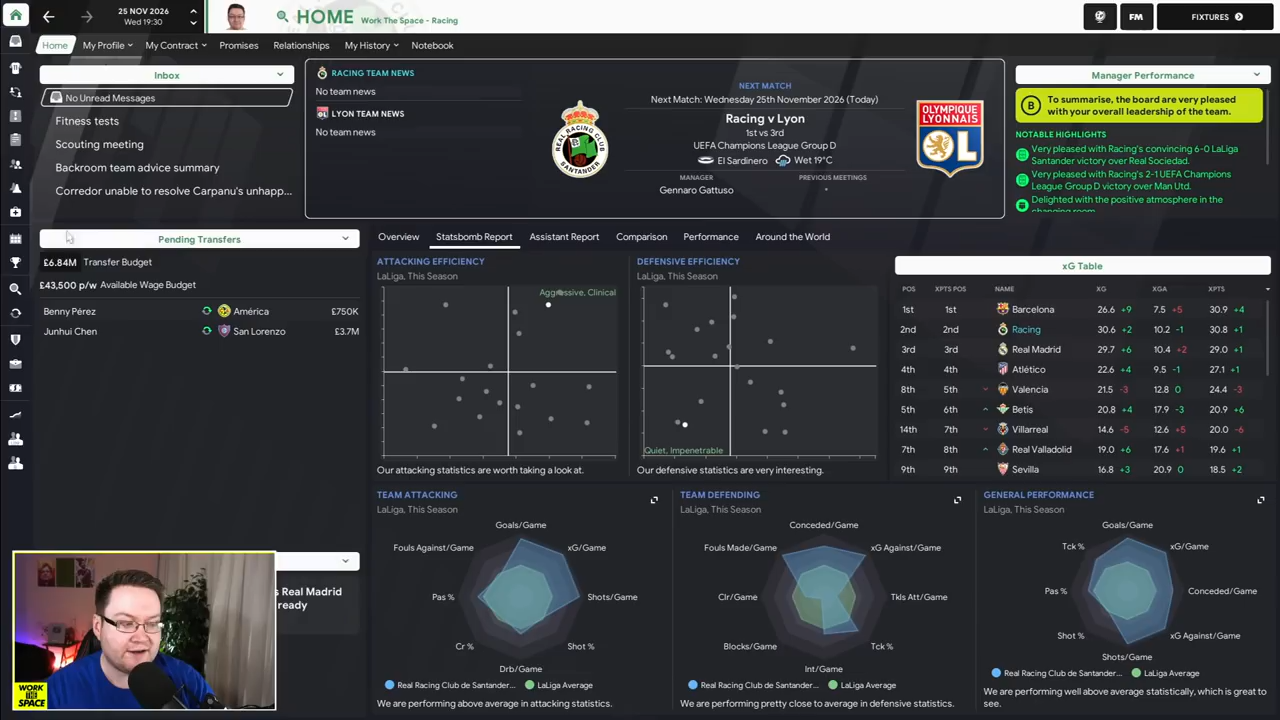 25 NOV 2026
Wed 19:30
HOME
Work The Space - Racing
FM
FIXTURES
Home
My Profile
My Contract
Promises
Relationships
My History
Notebook
Inbox
No Unread Messages
Fitness tests
Scouting meeting
Backroom team advice summary
Corredor unable to resolve Carpanu's unhapp...
RACING TEAM NEWS
No team news
LYON TEAM NEWS
No team news
NEXT MATCH
Next Match: Wednesday 25th November 2026 (Today)
Racing v Lyon
1st vs 3rd
UEFA Champions League Group D
El Sardinero
Wet 19°C
MANAGER
Gennaro Gattuso
PREVIOUS MEETINGS
-
OLYMPIQUE
LYONNAIS
Manager Performance
B
To summarise, the board are very pleased
with your overall leadership of the team.
NOTABLE HIGHLIGHTS
Very pleased with Racing's convincing 6-0 LaLiga
Santander victory over Real Sociedad.
Very pleased with Racing's 2-1 UEFA Champions
League Group D victory over Man Utd.
Delighted with the positive atmosphere in the
changing room
Pending Transfers
£6.84M Transfer Budget
£43,500 p/w Available Wage Budget
Benny Pérez América £750K
Junhui Chen San Lorenzo £3.7M
Overview
Statsbomb Report
Assistant Report
Comparison
Performance
Around the World
ATTACKING EFFICIENCY
LaLiga, This Season
Aggressive, Clinical
Our attacking statistics are worth taking a look at.
DEFENSIVE EFFICIENCY
LaLiga, This Season
Quiet, Impenetrable
Our defensive statistics are very interesting.
xG Table
POS XPTS POS NAME XG XGA XPTS
1st 1st Barcelona 26.6 +9 7.5 +5 30.9 +4
2nd 2nd Racing 30.6 +2 10.2 -1 30.8 +1
3rd 3rd Real Madrid 29.7 +6 10.4 +2 29.0 +1
4th 4th Atlético 22.6 +4 9.5 -1 27.1 +1
8th 5th Valencia 21.5 -3 12.8 0 24.4 -3
5th 6th Betis 20.8 +4 17.9 -3 20.9 +6
14th 7th Villarreal 14.6 -5 12.6 +5 20.0 -6
7th 8th Real Valladolid 19.0 +6 17.6 +1 19.6 +1
9th 9th Sevilla 16.8 +3 20.9 0 18.5 +2
TEAM ATTACKING
LaLiga, This Season
Goals/Game
Fouls Against/Game
xG/Game
Pas %
Shots/Game
Cr %
Shot %
Drb/Game
Real Racing Club de Santander...
LaLiga Average
We are performing above average in attacking statistics.
TEAM DEFENDING
LaLiga, This Season
Conceded/Game
Fouls Made/Game
xG Against/Game
Clr/Game
Tkls Att/Game
Blocks/Game
Tck %
Int/Game
Real Racing Club de Santander...
LaLiga Average
We are performing pretty close to average in defensive statistics.
GENERAL PERFORMANCE
LaLiga, This Season
Goals/Game
Tck %
xG/Game
Pas %
Conceded/Game
Shot %
xG Against/Game
Shots/Game
Real Racing Club de Santander...
LaLiga Average
We are performing well above average statistically, which is great to
see.
s Real Madrid
ready
WORK
THE
SPACE